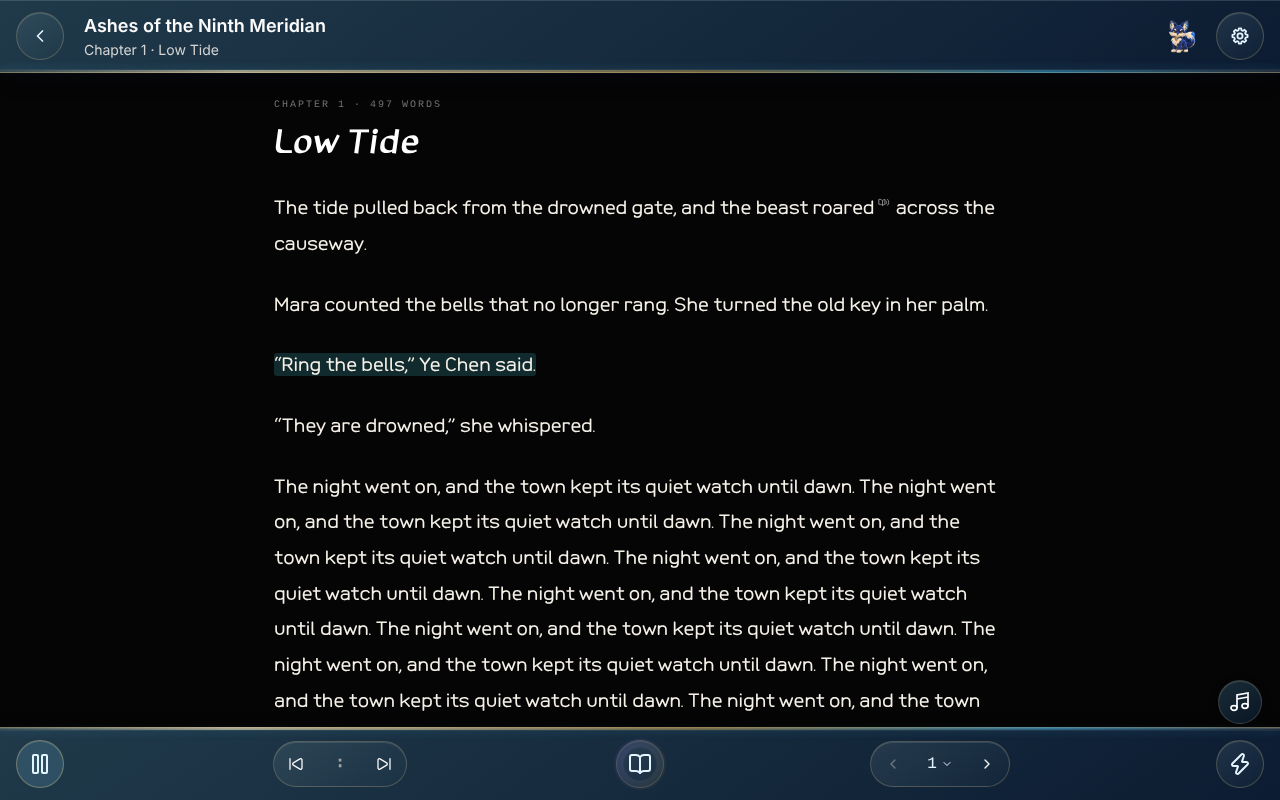 Ashes of the Ninth Meridian
Chapter 1 · Low Tide
CHAPTER 1 · 497 WORDS
Low Tide
The tide pulled back from the drowned gate, and the beast roared across the
causeway.
Mara counted the bells that no longer rang. She turned the old key in her palm.
“Ring the bells,” Ye Chen said.
“They are drowned,” she whispered.
The night went on, and the town kept its quiet watch until dawn. The night went
on, and the town kept its quiet watch until dawn. The night went on, and the
town kept its quiet watch until dawn. The night went on, and the town kept its
quiet watch until dawn. The night went on, and the town kept its quiet watch
until dawn. The night went on, and the town kept its quiet watch until dawn. The
night went on, and the town kept its quiet watch until dawn. The night went on,
and the town kept its quiet watch until dawn. The night went on, and the town
:
1